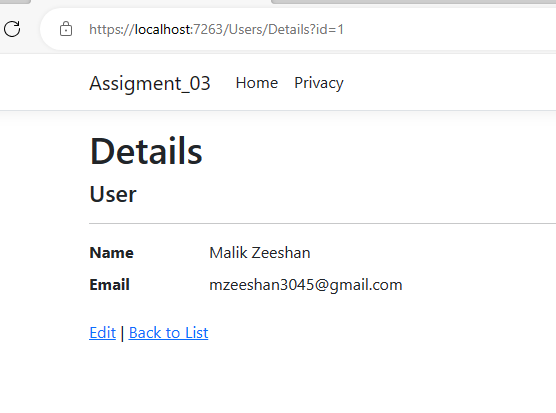 https://localhost:7263/Users/Details?id=1
Assigment_03 Home Privacy
Details
User
Name Malik Zeeshan
Email mzeeshan3045@gmail.com
Edit | Back to List